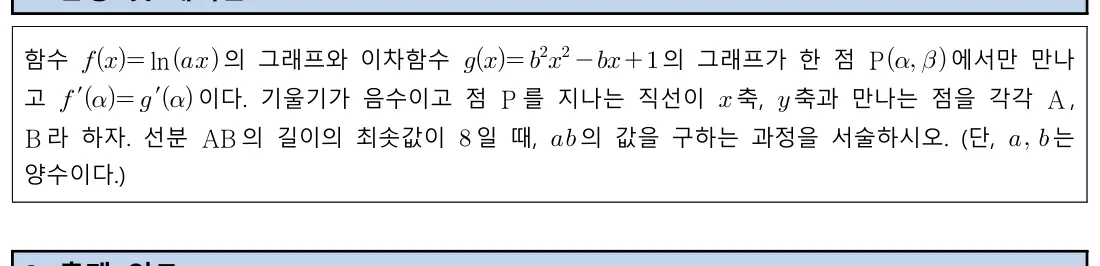 함수 f(x)=ln(ax)의 그래프와 이차함수 g(x)=b²x²−bx+1의 그래프가 한 점 P(α, β)에서만 만나
고 f′(α)=g′(α)이다. 기울기가 음수이고 점 P를 지나는 직선이 x축, y축과 만나는 점을 각각 A,
B라 하자. 선분 AB의 길이의 최솟값이 8일 때, ab의 값을 구하는 과정을 서술하시오. (단, a, b는
양수이다.)